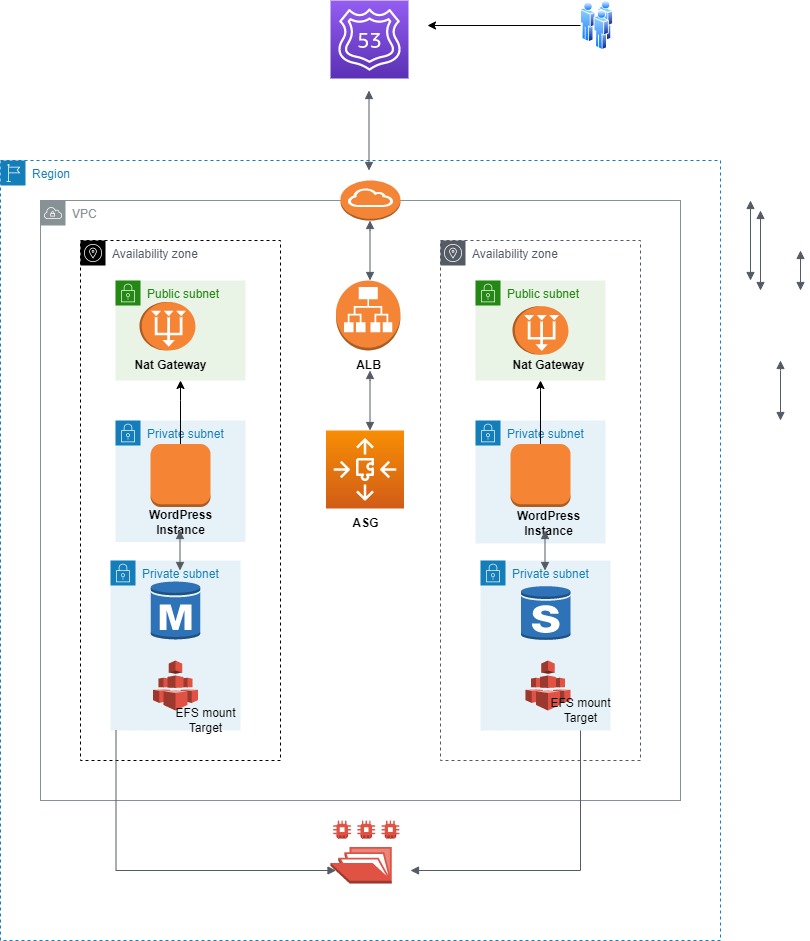 53
Region
VPC
Availability zone
Availability zone
Public subnet
Public subnet
Nat Gateway
ALB
Nat Gateway
Private subnet
Private subnet
WordPress
Instance
ASG
WordPress
Instance
Private subnet
Private subnet
M
S
EFS mount
Target
EFS mount
Target